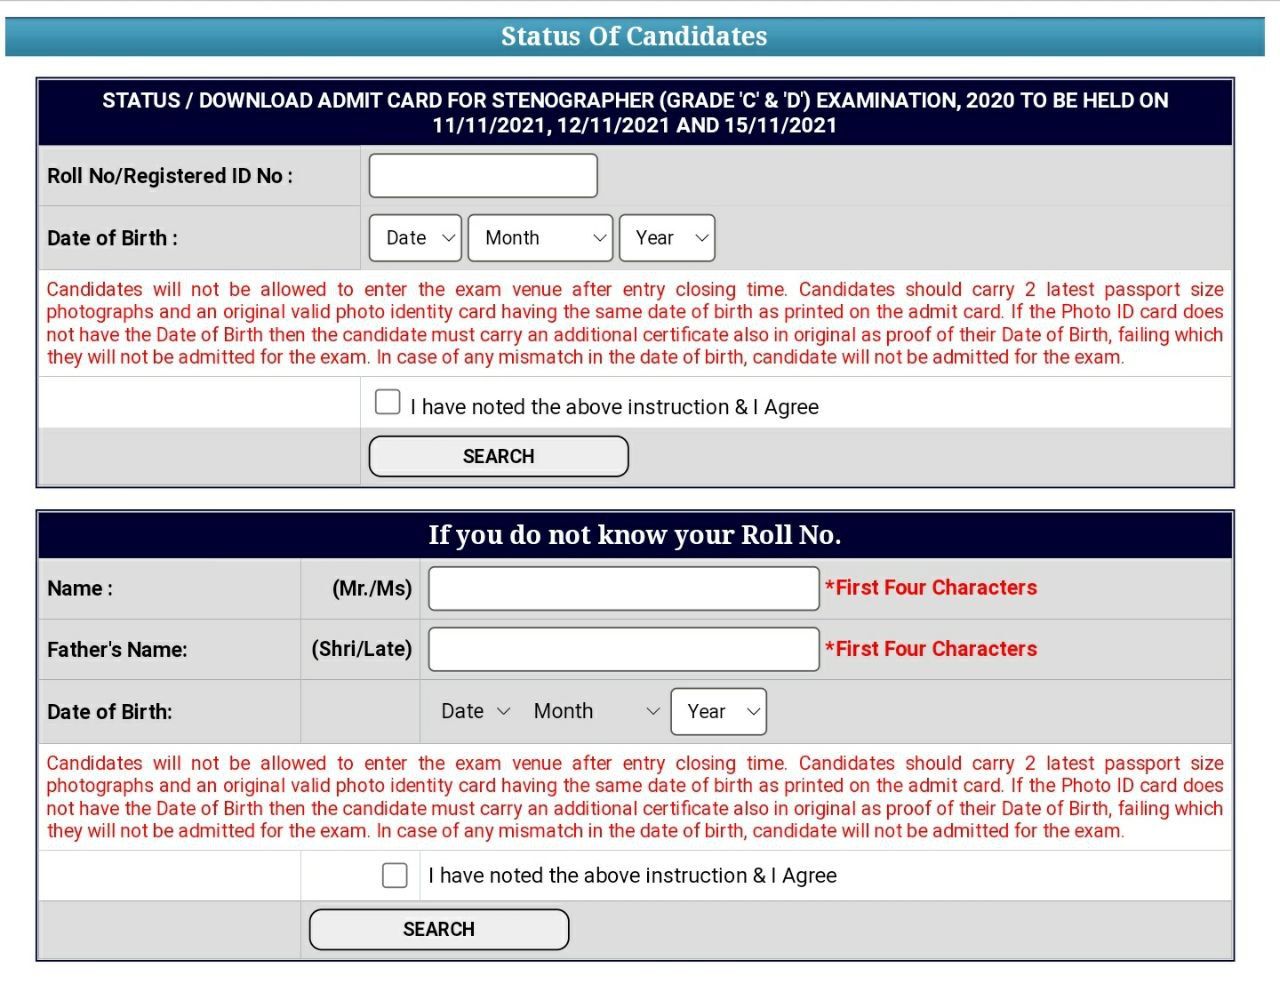 Status Of Candidates
STATUS / DOWNLOAD ADMIT CARD FOR STENOGRAPHER (GRADE 'C' & 'D') EXAMINATION, 2020 TO BE HELD ON
11/11/2021, 12/11/2021 AND 15/11/2021
Roll No/Registered ID No :
Date of Birth : Date Month Year
Candidates will not be allowed to enter the exam venue after entry closing time. Candidates should carry 2 latest passport size
photographs and an original valid photo identity card having the same date of birth as printed on the admit card. If the Photo ID card does
not have the Date of Birth then the candidate must carry an additional certificate also in original as proof of their Date of Birth, failing which
they will not be admitted for the exam. In case of any mismatch in the date of birth, candidate will not be admitted for the exam.
I have noted the above instruction & I Agree
SEARCH
If you do not know your Roll No.
Name : (Mr./Ms) *First Four Characters
Father's Name: (Shri/Late) *First Four Characters
Date of Birth: Date Month Year
Candidates will not be allowed to enter the exam venue after entry closing time. Candidates should carry 2 latest passport size
photographs and an original valid photo identity card having the same date of birth as printed on the admit card. If the Photo ID card does
not have the Date of Birth then the candidate must carry an additional certificate also in original as proof of their Date of Birth, failing which
they will not be admitted for the exam. In case of any mismatch in the date of birth, candidate will not be admitted for the exam.
I have noted the above instruction & I Agree
SEARCH